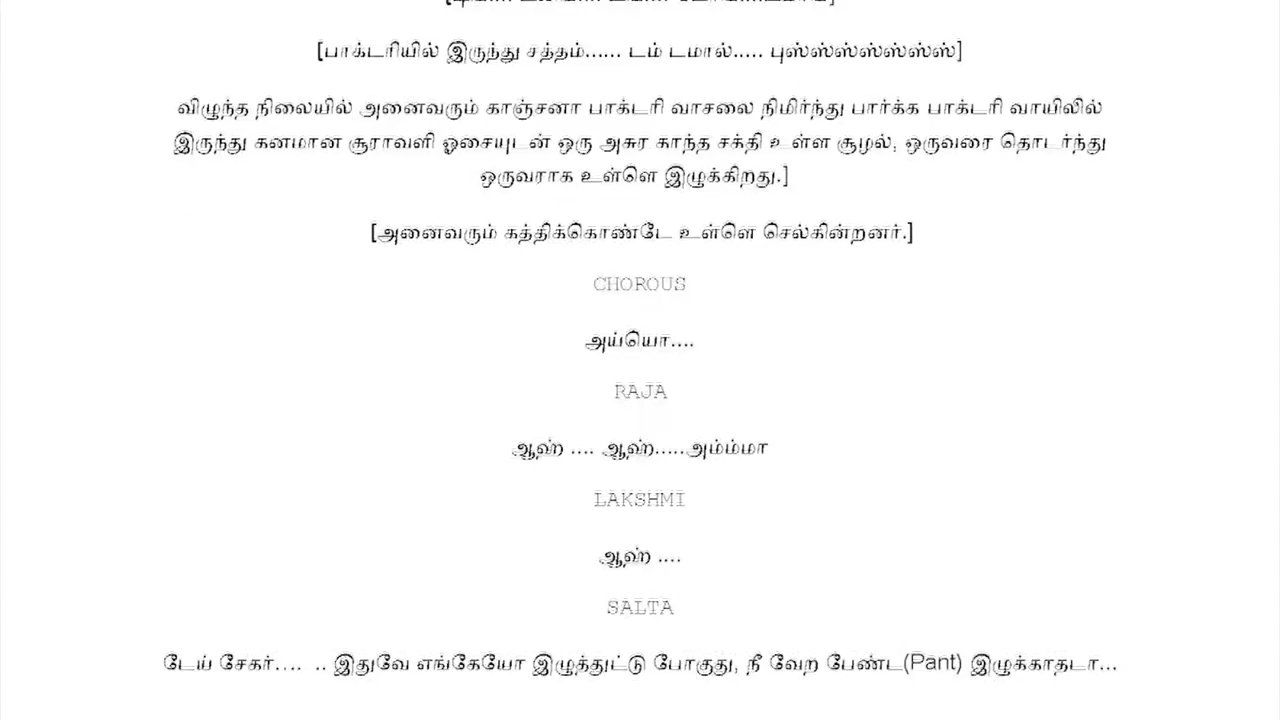 [பாக்டரியில் இருந்து சத்தம்...... டம் டமால்..... புஸ்ஸ்ஸ்ஸ்ஸ்ஸ்ஸ்]
விழுந்த நிலையில் அனைவரும் காஞ்சனா பாக்டரி வாசலை நிமிர்ந்து பார்க்க பாக்டரி வாயிலில்
இருந்து கனமான சூராவளி ஓசையுடன் ஒரு அசுர காந்த சக்தி உள்ள சூழல், ஒருவரை தொடர்ந்து
ஒருவராக உள்ளெ இழுக்கிறது.]
[அனைவரும் கத்திக்கொண்டே உள்ளெ செல்கின்றனர்.]
CHOROUS
அய்யொ....
RAJA
ஆஹ் .... ஆஹ்.....அம்ம்மா
LAKSHMI
ஆஹ் ....
SALTA
டேய் சேகர்.... .. இதுவே எங்கேயோ இழுத்துட்டு போகுது, நீ வேற பேண்ட(Pant) இழுக்காதடா...